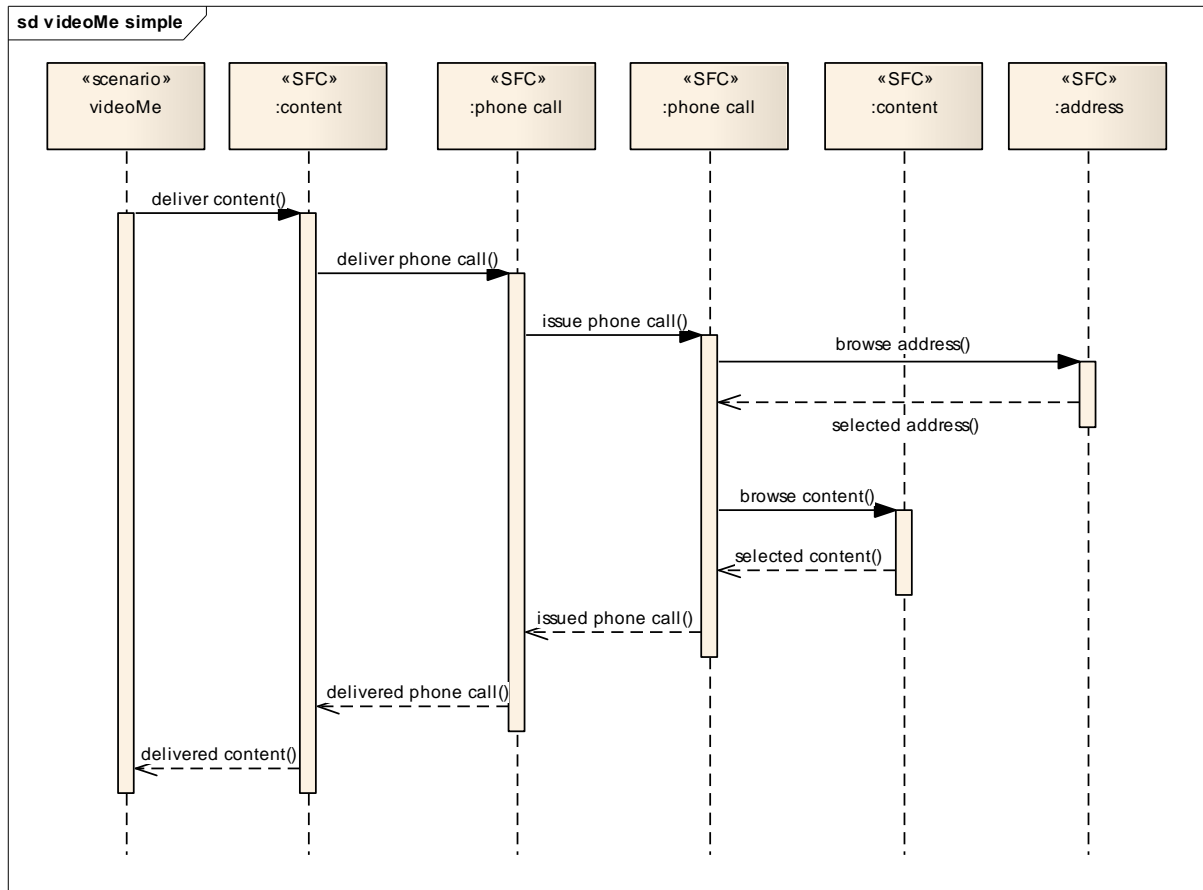 sd videoMe simple
«scenario»
videoMe
«SFC»
:content
«SFC»
:phone call
«SFC»
:phone call
«SFC»
:content
«SFC»
:address
deliver content()
deliver phone call()
issue phone call()
browse address()
selected address()
browse content()
selected content()
issued phone call()
delivered phone call()
delivered content()